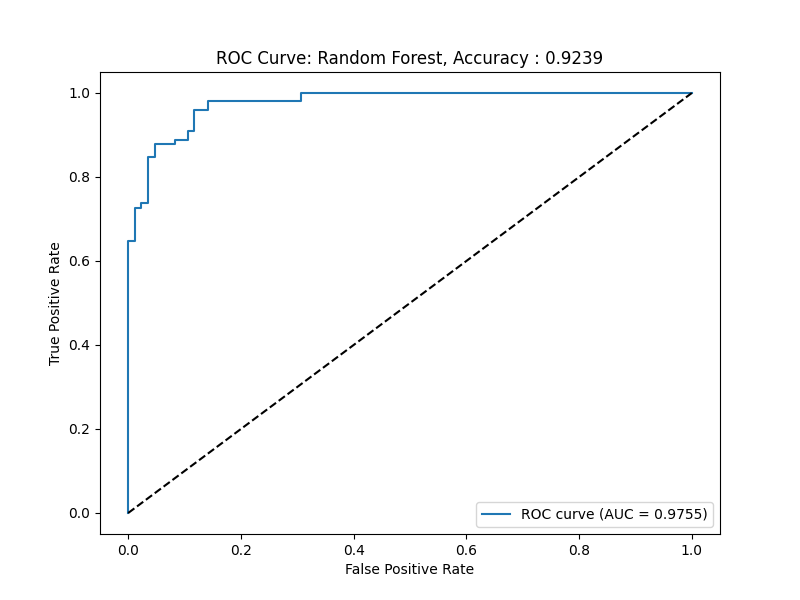 ROC Curve: Random Forest, Accuracy : 0.9239
True Positive Rate
1.0
0.8
0.6
0.4
0.2
0.0
ROC curve (AUC = 0.9755)
0.0 0.2 0.4 0.6 0.8 1.0
False Positive Rate